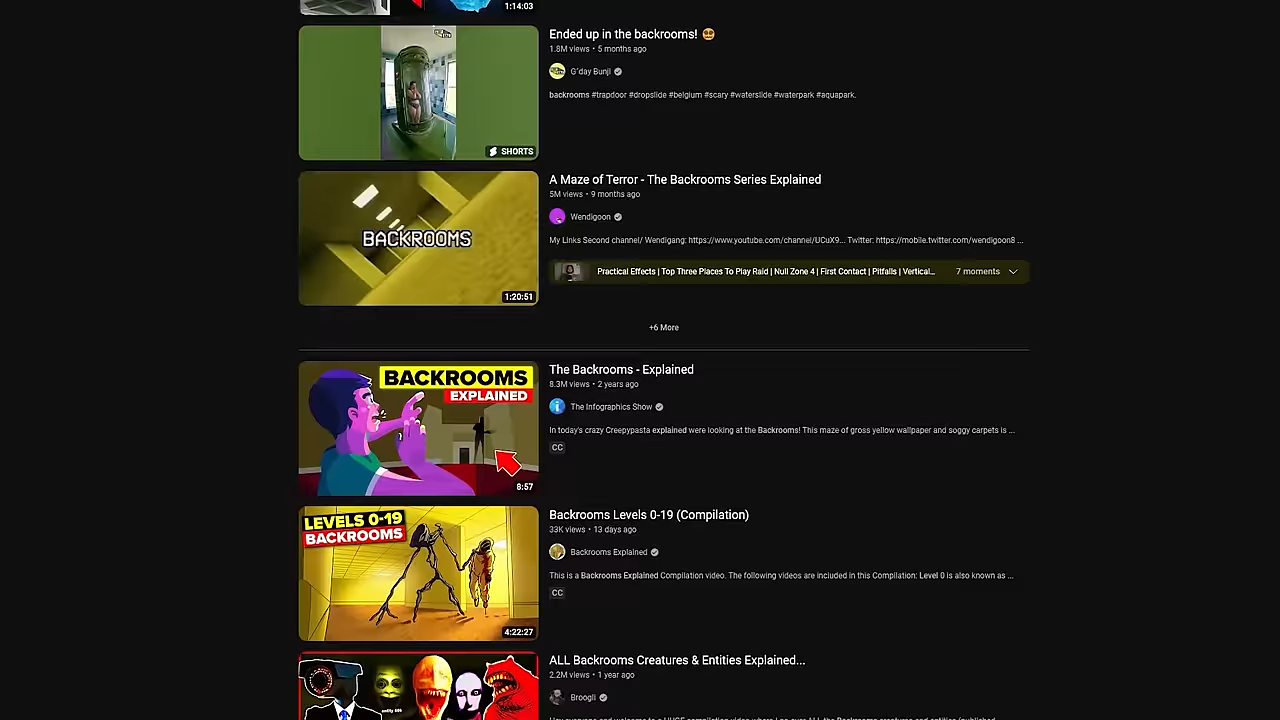 1:14:03
Ended up in the backrooms! 😵
1.8M views • 5 months ago
G'day Bunji
backrooms #trapdoor #dropslide #belgium #scary #waterslide #waterpark #aquapark.
SHORTS
A Maze of Terror - The Backrooms Series Explained
5M views • 9 months ago
Wendigoon
BACKROOMS
My Links Second channel/ Wendigang: https://www.youtube.com/channel/UCuX9... Twitter: https://mobile.twitter.com/wendigoon8 ...
Practical Effects | Top Three Places To Play Raid | Null Zone 4 | First Contact | Pitfalls | Vertical...
7 moments
1:20:51
+6 More
The Backrooms - Explained
BACKROOMS
EXPLAINED
8.3M views • 2 years ago
The Infographics Show
In today's crazy Creepypasta explained were looking at the Backrooms! This maze of gross yellow wallpaper and soggy carpets is ...
CC
8:57
Backrooms Levels 0-19 (Compilation)
LEVELS 0-19
BACKROOMS
33K views • 13 days ago
Backrooms Explained
This is a Backrooms Explained Compilation video. The following videos are included in this Compilation: Level 0 is also known as ...
CC
4:22:27
ALL Backrooms Creatures & Entities Explained...
2.2M views • 1 year ago
Broogli